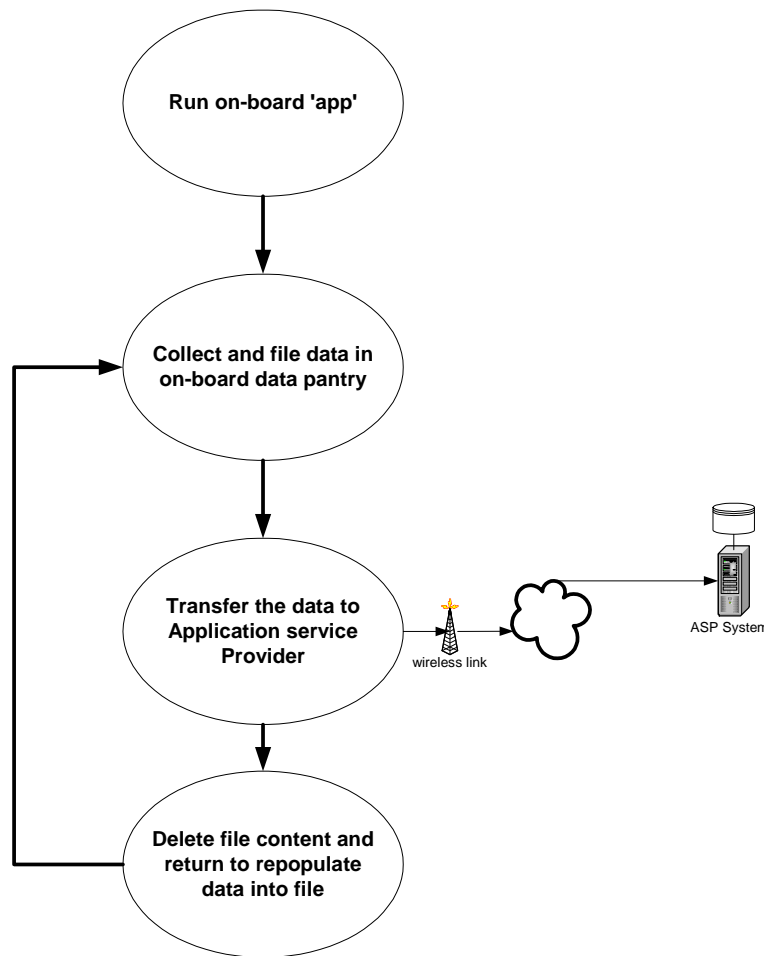 Run on-board 'app'
Collect and file data in
on-board data pantry
Transfer the data to
Application service
Provider
wireless link
ASP System
Delete file content and
return to repopulate
data into file